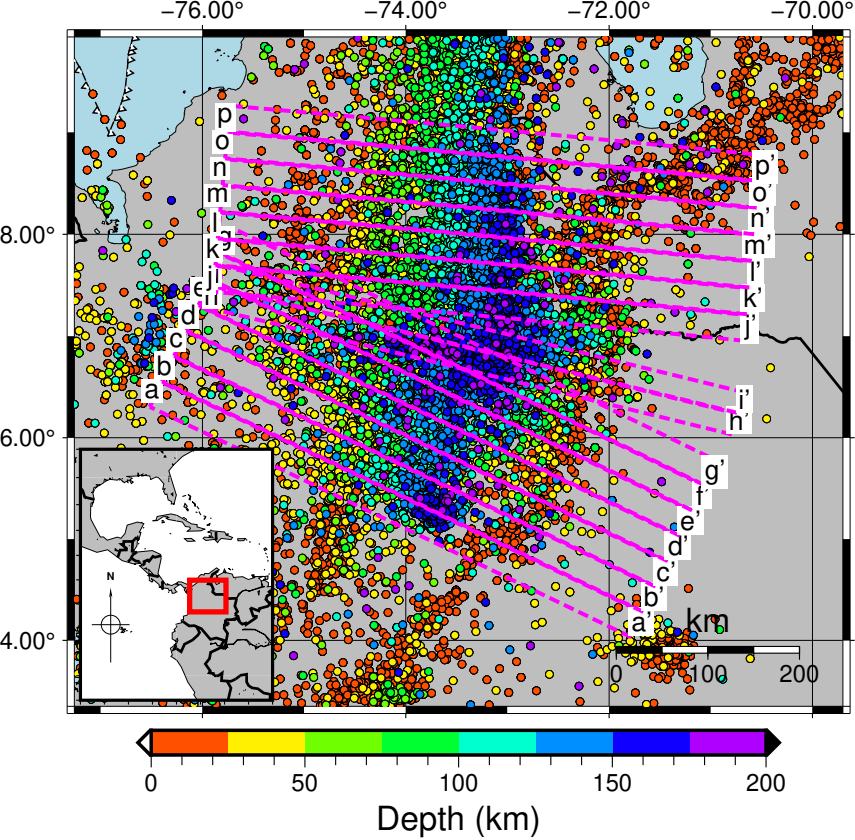 −76.00° −74.00° −72.00° −70.00°
p
o p'
n o'
m n'
l m'
8.00°
g
k l'
j k'
e i j'
d
c
b i'
a h'
6.00°
g'
f'
e'
d'
c'
b'
a'
N
km
4.00°
0 100 200
0 50 100 150 200
Depth (km)